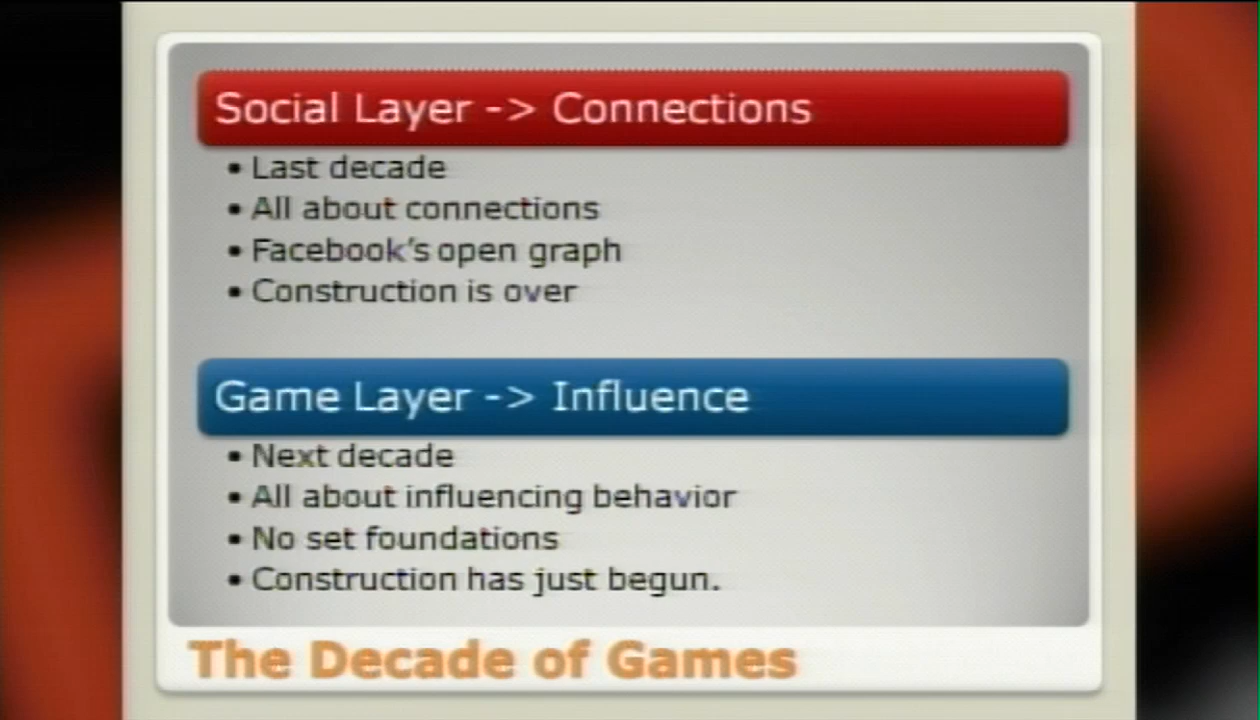 Social Layer -> Connections
• Last decade
• All about connections
• Facebook's open graph
• Construction is over
Game Layer -> Influence
• Next decade
• All about influencing behavior
• No set foundations
• Construction has just begun.
The Decade of Games